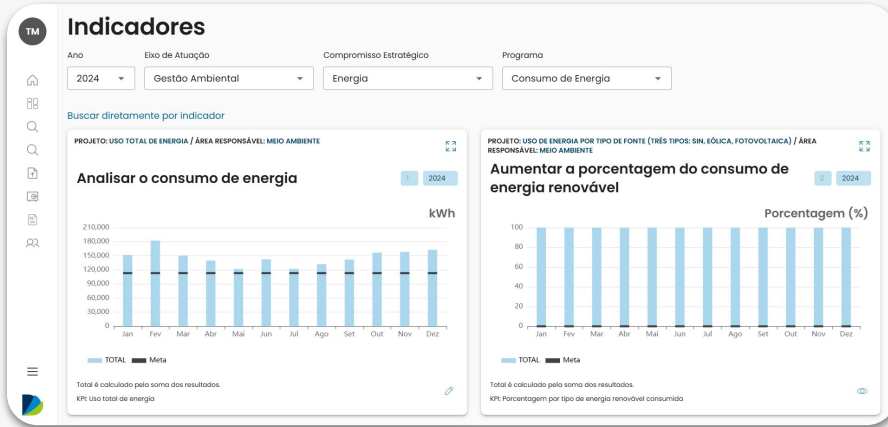 TM
Indicadores
Ano
Eixo de Atuação
Compromisso Estratégico
Programa
2024
Gestão Ambiental
Energia
Consumo de Energia
Buscar diretamente por indicador
PROJETO: USO TOTAL DE ENERGIA / ÁREA RESPONSÁVEL: MEIO AMBIENTE
Analisar o consumo de energia
1
2024
kWh
210,000
180,000
150,000
120,000
90,000
60,000
30,000
0
Jan Fev Mar Abr Mai Jun Jul Ago Set Out Nov Dez
TOTAL Meta
Total é calculado pela soma dos resultados.
KPI: Uso total de energia
PROJETO: USO DE ENERGIA POR TIPO DE FONTE (TRÊS TIPOS: SIN, EÓLICA, FOTOVOLTAICA) / ÁREA
RESPONSÁVEL: MEIO AMBIENTE
Aumentar a porcentagem do consumo de
energia renovável
2
2024
Porcentagem (%)
100
80
60
40
20
0
Jan Fev Mar Abr Mai Jun Jul Ago Set Out Nov Dez
TOTAL Meta
Total é calculado pela soma dos resultados.
KPI: Porcentagem por tipo de energia renovável consumida